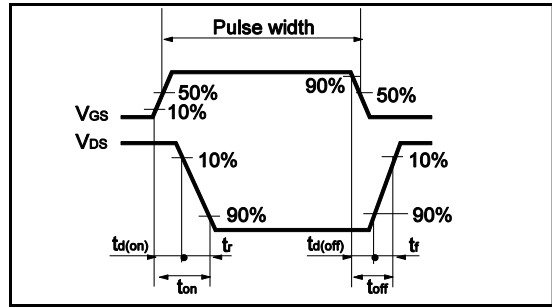 Pulse width
90%
50%
50%
10%
VGS
VDS
10%
10%
90%
90%
td(on)
tr
td(off)
tf
ton
toff